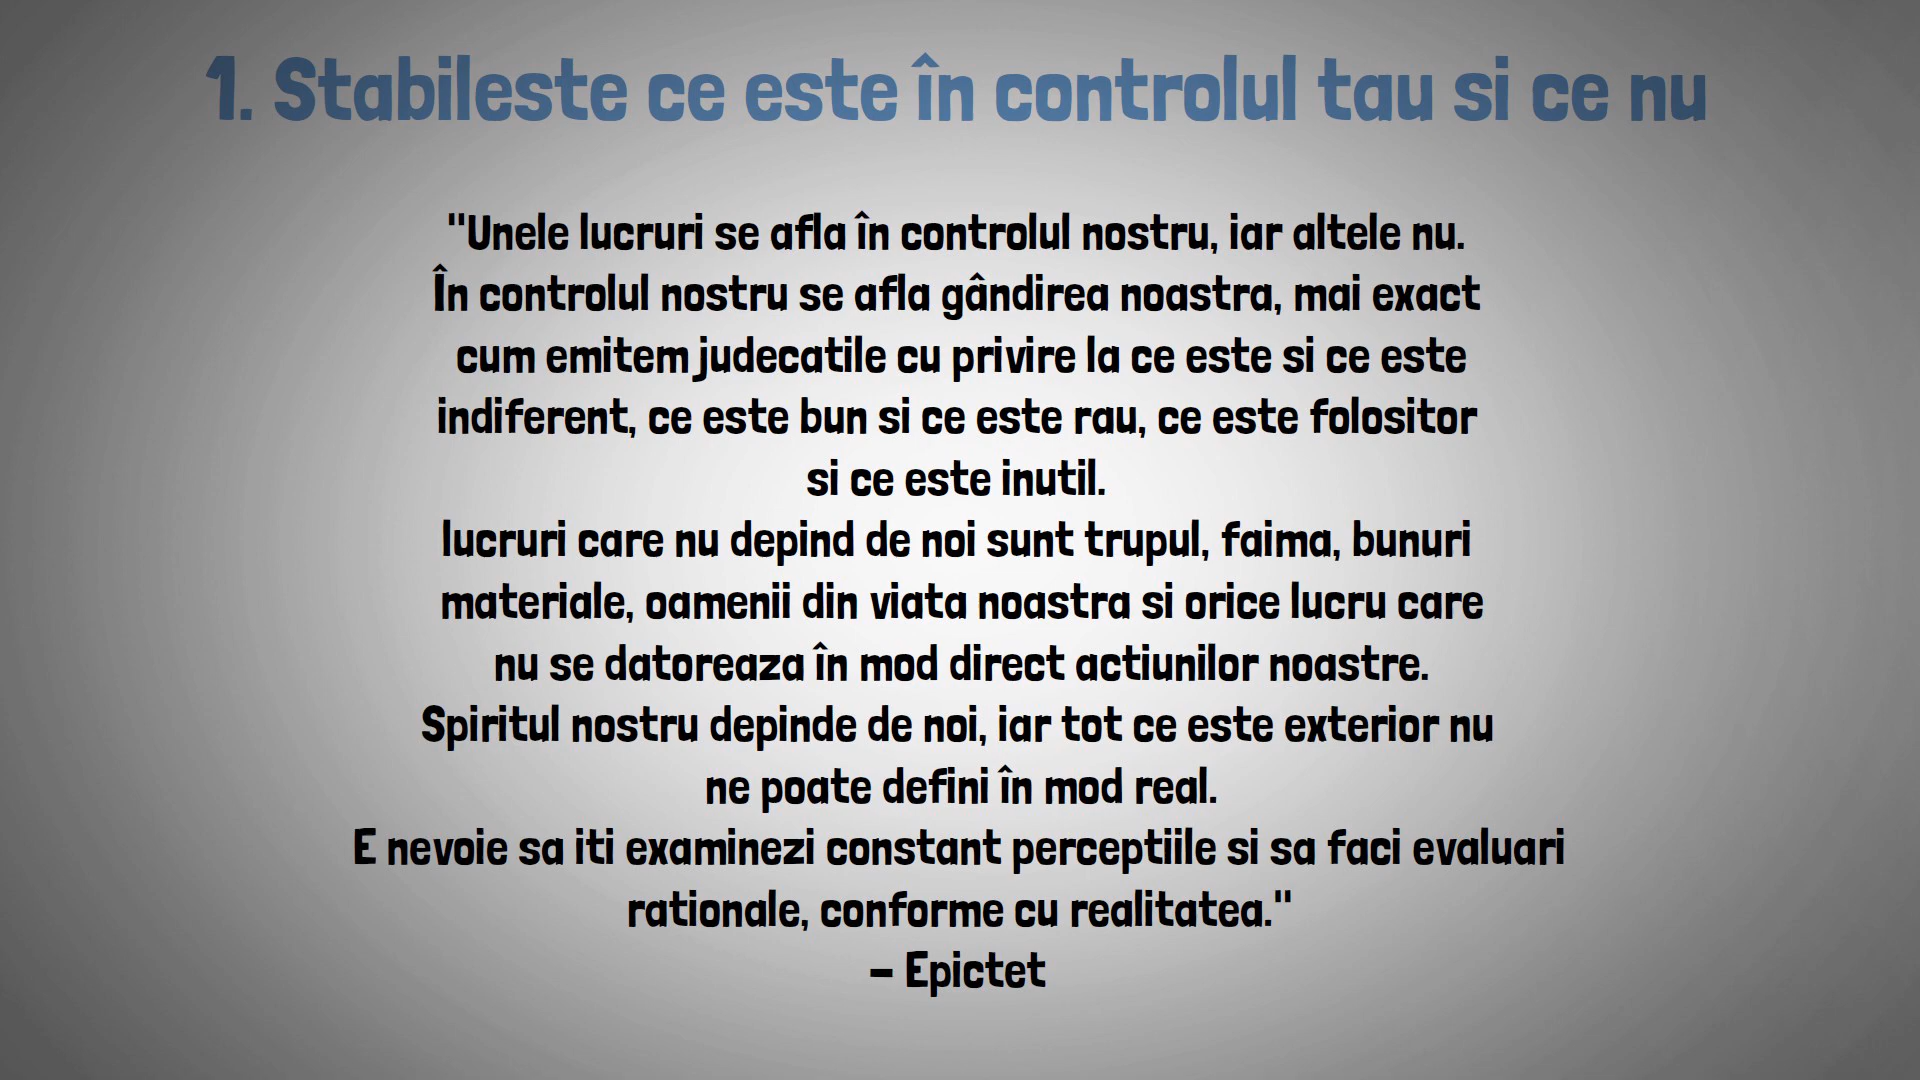 1. Stabileste ce este în controlul tau si ce nu
"Unele lucruri se afla în controlul nostru, iar altele nu.
În controlul nostru se afla gândirea noastra, mai exact
cum emitem judecatile cu privire la ce este si ce este
indiferent, ce este bun si ce este rau, ce este folositor
si ce este inutil.
lucruri care nu depind de noi sunt trupul, faima, bunuri
materiale, oamenii din viata noastra si orice lucru care
nu se datoreaza în mod direct actiunilor noastre.
Spiritul nostru depinde de noi, iar tot ce este exterior nu
ne poate defini în mod real.
E nevoie sa iti examinezi constant perceptiile si sa faci evaluari
rationale, conforme cu realitatea."
– Epictet